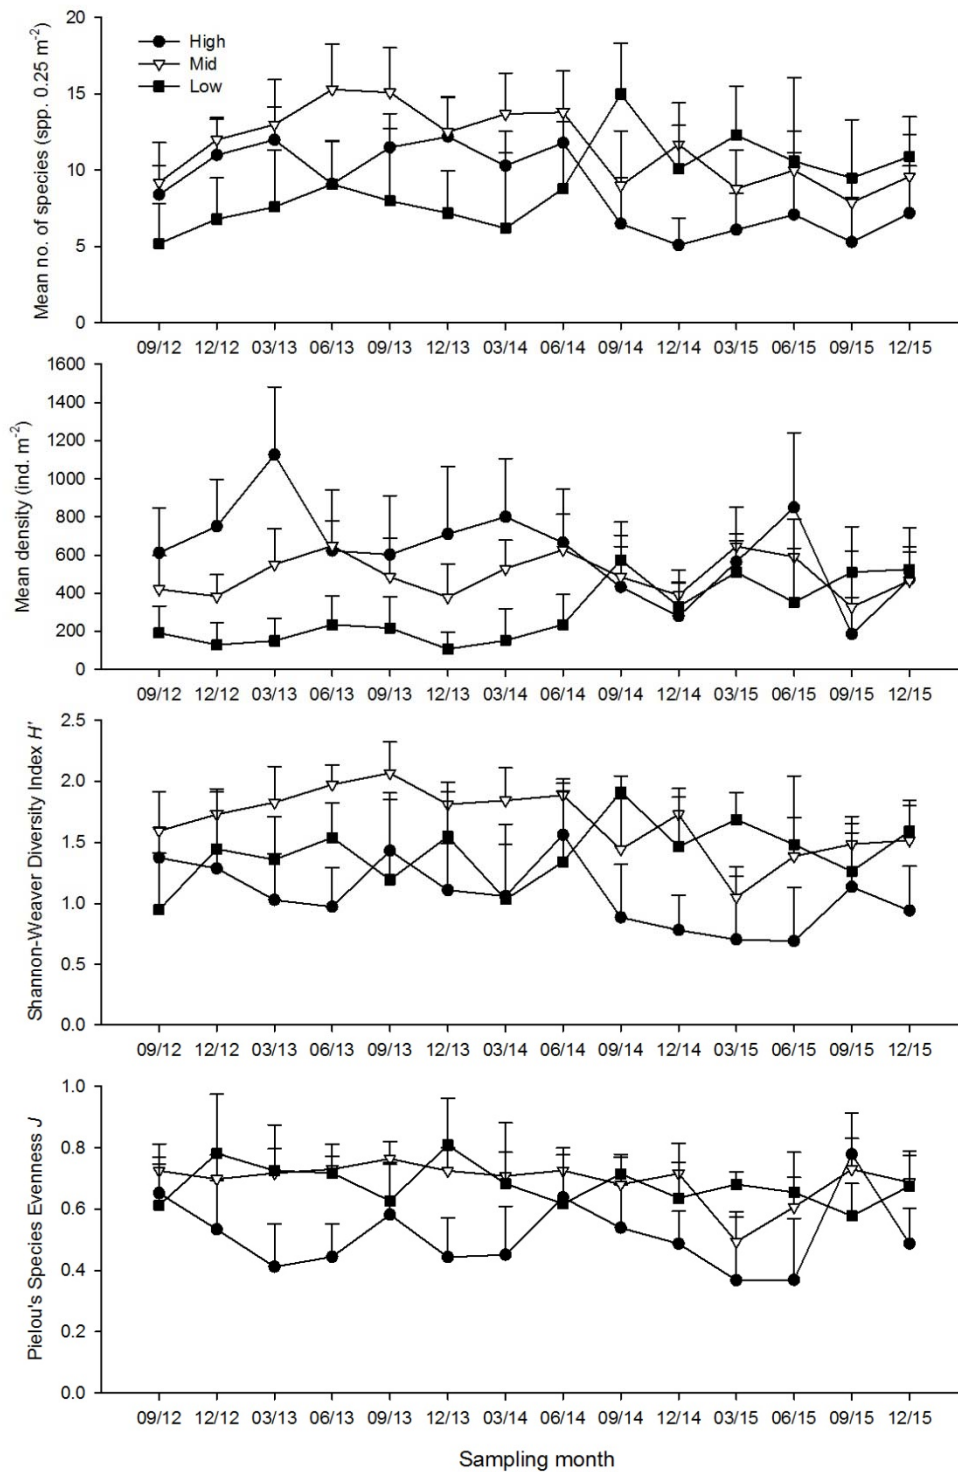 Mean no. of species (spp. 0.25 m-2)
20
15
10
5
0
High
Mid
Low
09/12 12/12 03/13 06/13 09/13 12/13 03/14 06/14 09/14 12/14 03/15 06/15 09/15 12/15
Mean density (ind. m-2)
1600
1400
1200
1000
800
600
400
200
0
09/12 12/12 03/13 06/13 09/13 12/13 03/14 06/14 09/14 12/14 03/15 06/15 09/15 12/15
Shannon-Weaver Diversity Index H'
2.5
2.0
1.5
1.0
0.5
0.0
09/12 12/12 03/13 06/13 09/13 12/13 03/14 06/14 09/14 12/14 03/15 06/15 09/15 12/15
Pielou's Species Evenness J
1.0
0.8
0.6
0.4
0.2
0.0
09/12 12/12 03/13 06/13 09/13 12/13 03/14 06/14 09/14 12/14 03/15 06/15 09/15 12/15
Sampling month